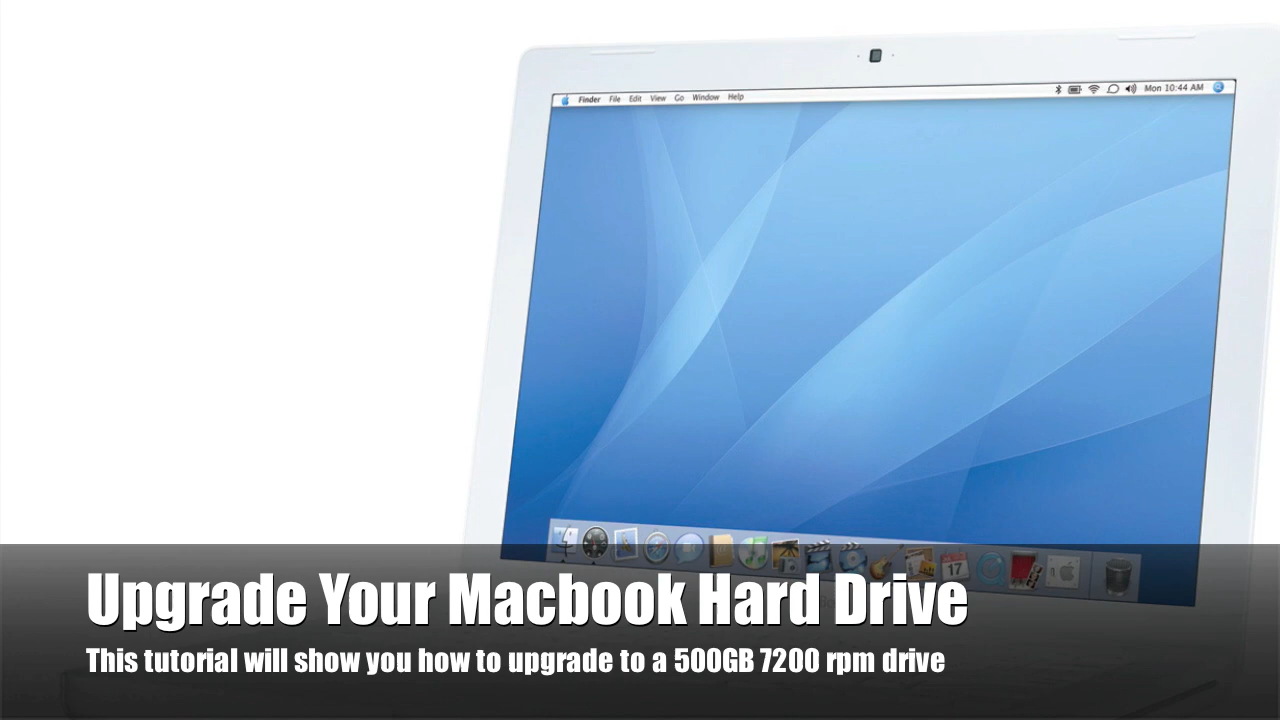 Finder File Edit View Go Window Help
Mon 10:44 AM
17
Upgrade Your Macbook Hard Drive
This tutorial will show you how to upgrade to a 500GB 7200 rpm drive